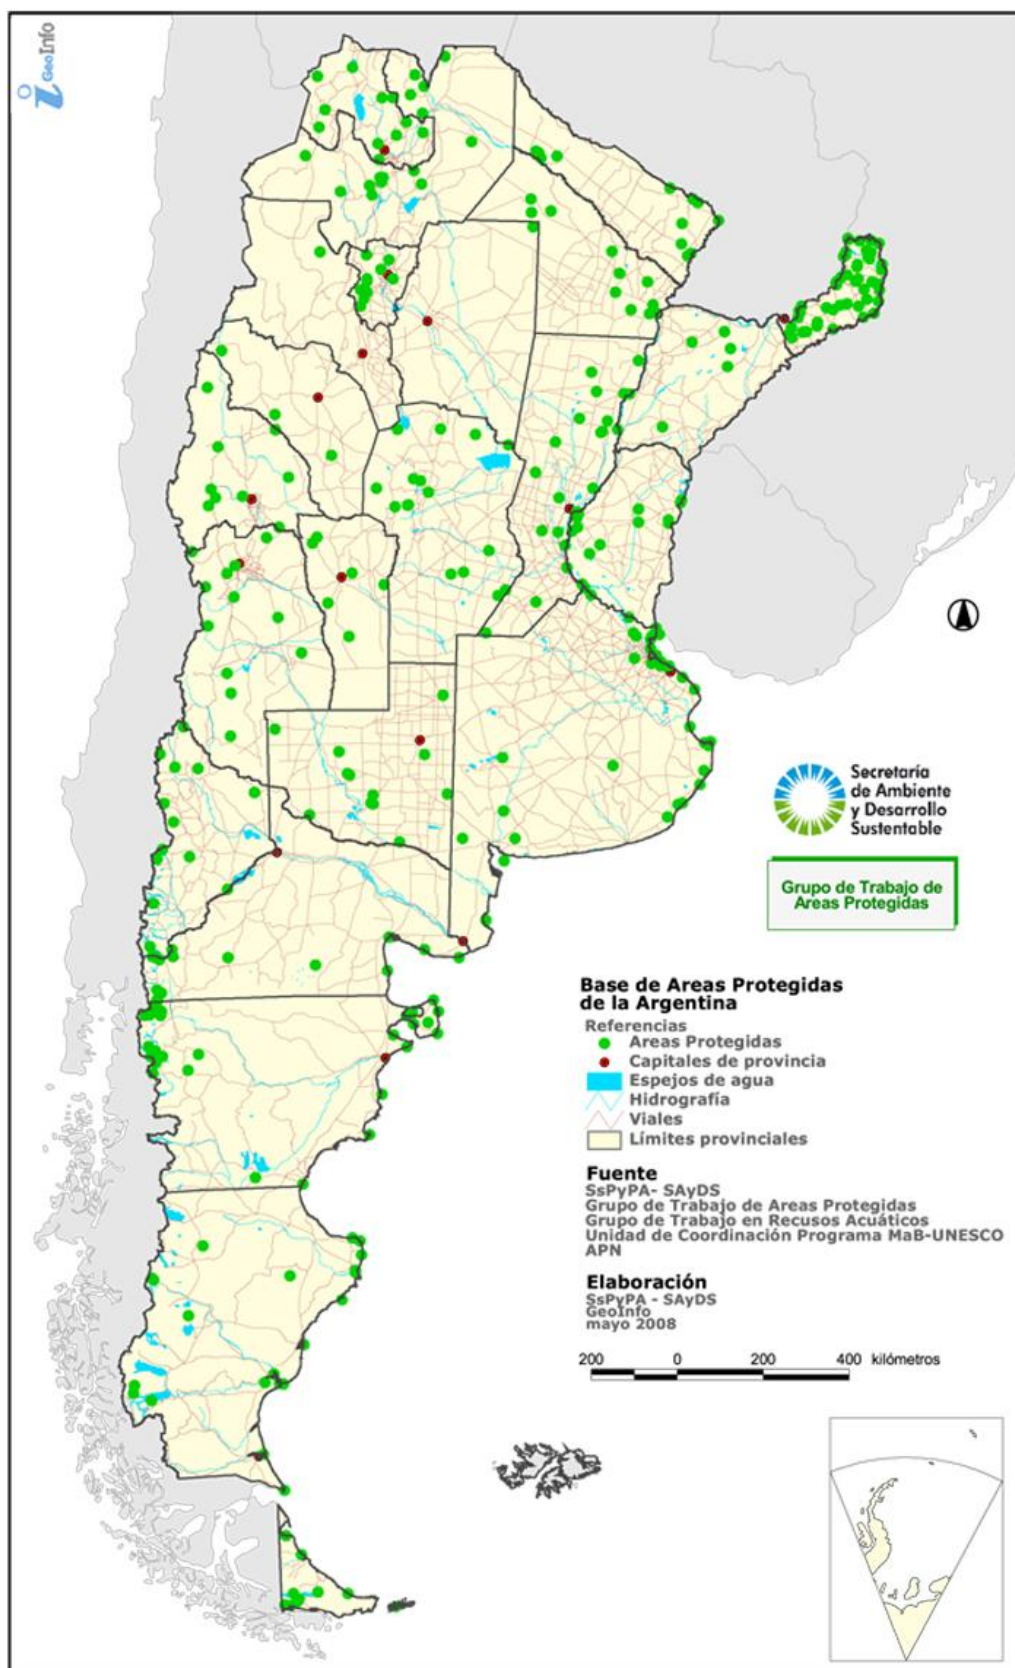 i GeoInfo
Secretaría
de Ambiente
y Desarrollo
Sustentable
Grupo de Trabajo de
Areas Protegidas
Base de Areas Protegidas
de la Argentina
Referencias
Areas Protegidas
Capitales de provincia
Espejos de agua
Hidrografía
Viales
Límites provinciales
Fuente
SsPyPA- SAyDS
Grupo de Trabajo de Areas Protegidas
Grupo de Trabajo en Recusos Acuáticos
Unidad de Coordinación Programa MaB-UNESCO
APN
Elaboración
SsPyPA - SAyDS
GeoInfo
mayo 2008
200 0 200 400 kilómetros